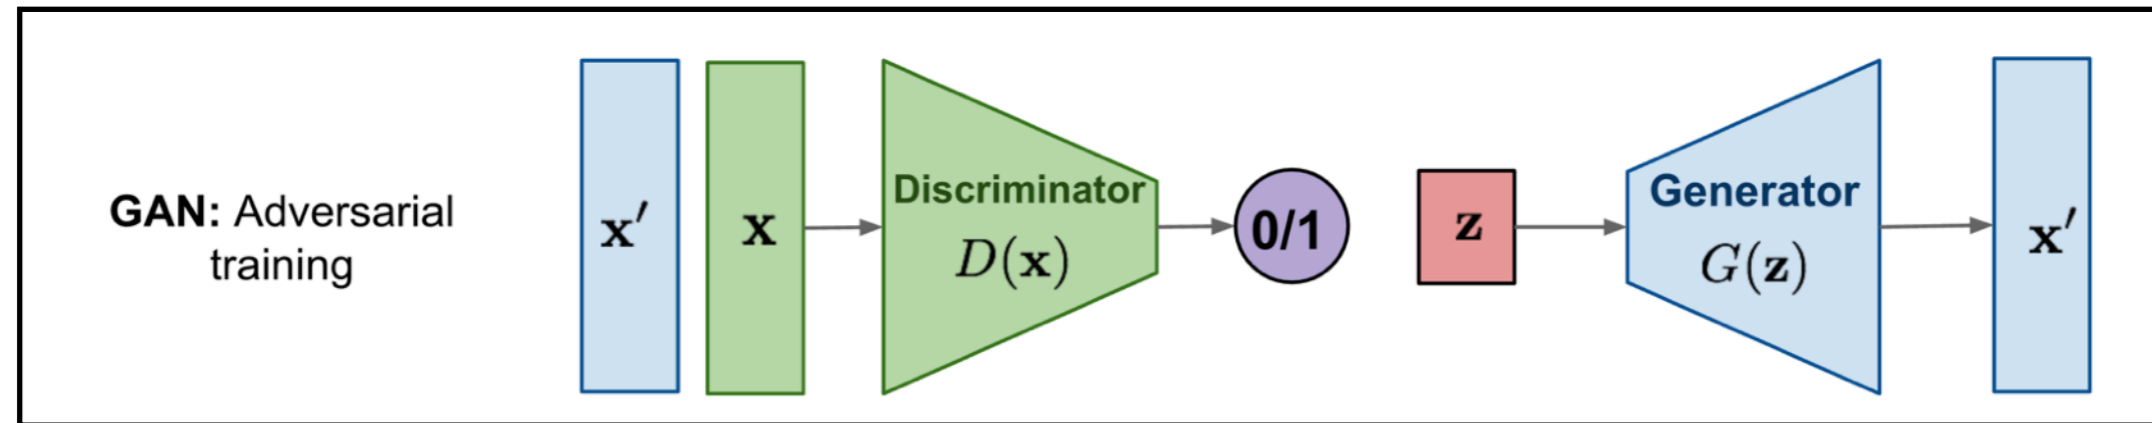 GAN: Adversarial
training
x′
x
Discriminator
D(x)
0/1
z
Generator
G(z)
x′